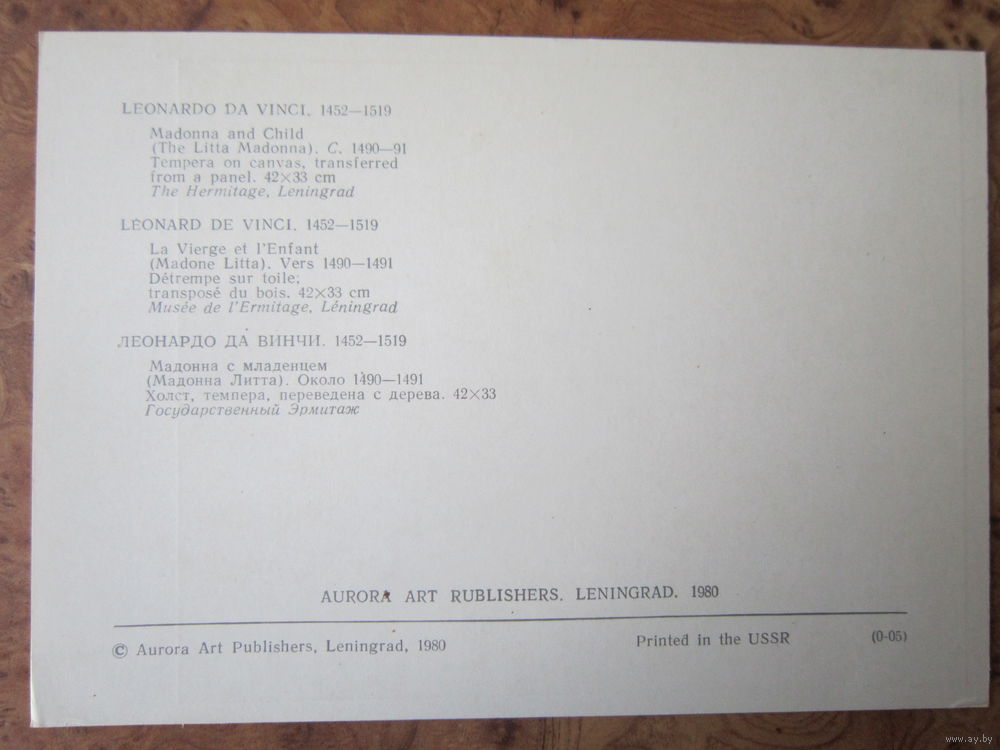 LEONARDO DA VINCI. 1452—1519
Madonna and Child
(The Litta Madonna). C. 1490—91
Tempera on canvas, transferred
from a panel. 42×33 cm
The Hermitage, Leningrad
LÉONARD DE VINCI. 1452—1519
La Vierge et l'Enfant
(Madone Litta). Vers 1490—1491
Détrempe sur toile;
transposé du bois. 42×33 cm
Musée de l'Ermitage, Léningrad
ЛЕОНАРДО ДА ВИНЧИ. 1452—1519
Мадонна с младенцем
(Мадонна Литта). Около 1490—1491
Холст, темпера, переведена с дерева. 42×33
Государственный Эрмитаж
AURORA ART RUBLISHERS. LENINGRAD. 1980
© Aurora Art Publishers, Leningrad, 1980
Printed in the USSR
(0-05)
www.ay.by